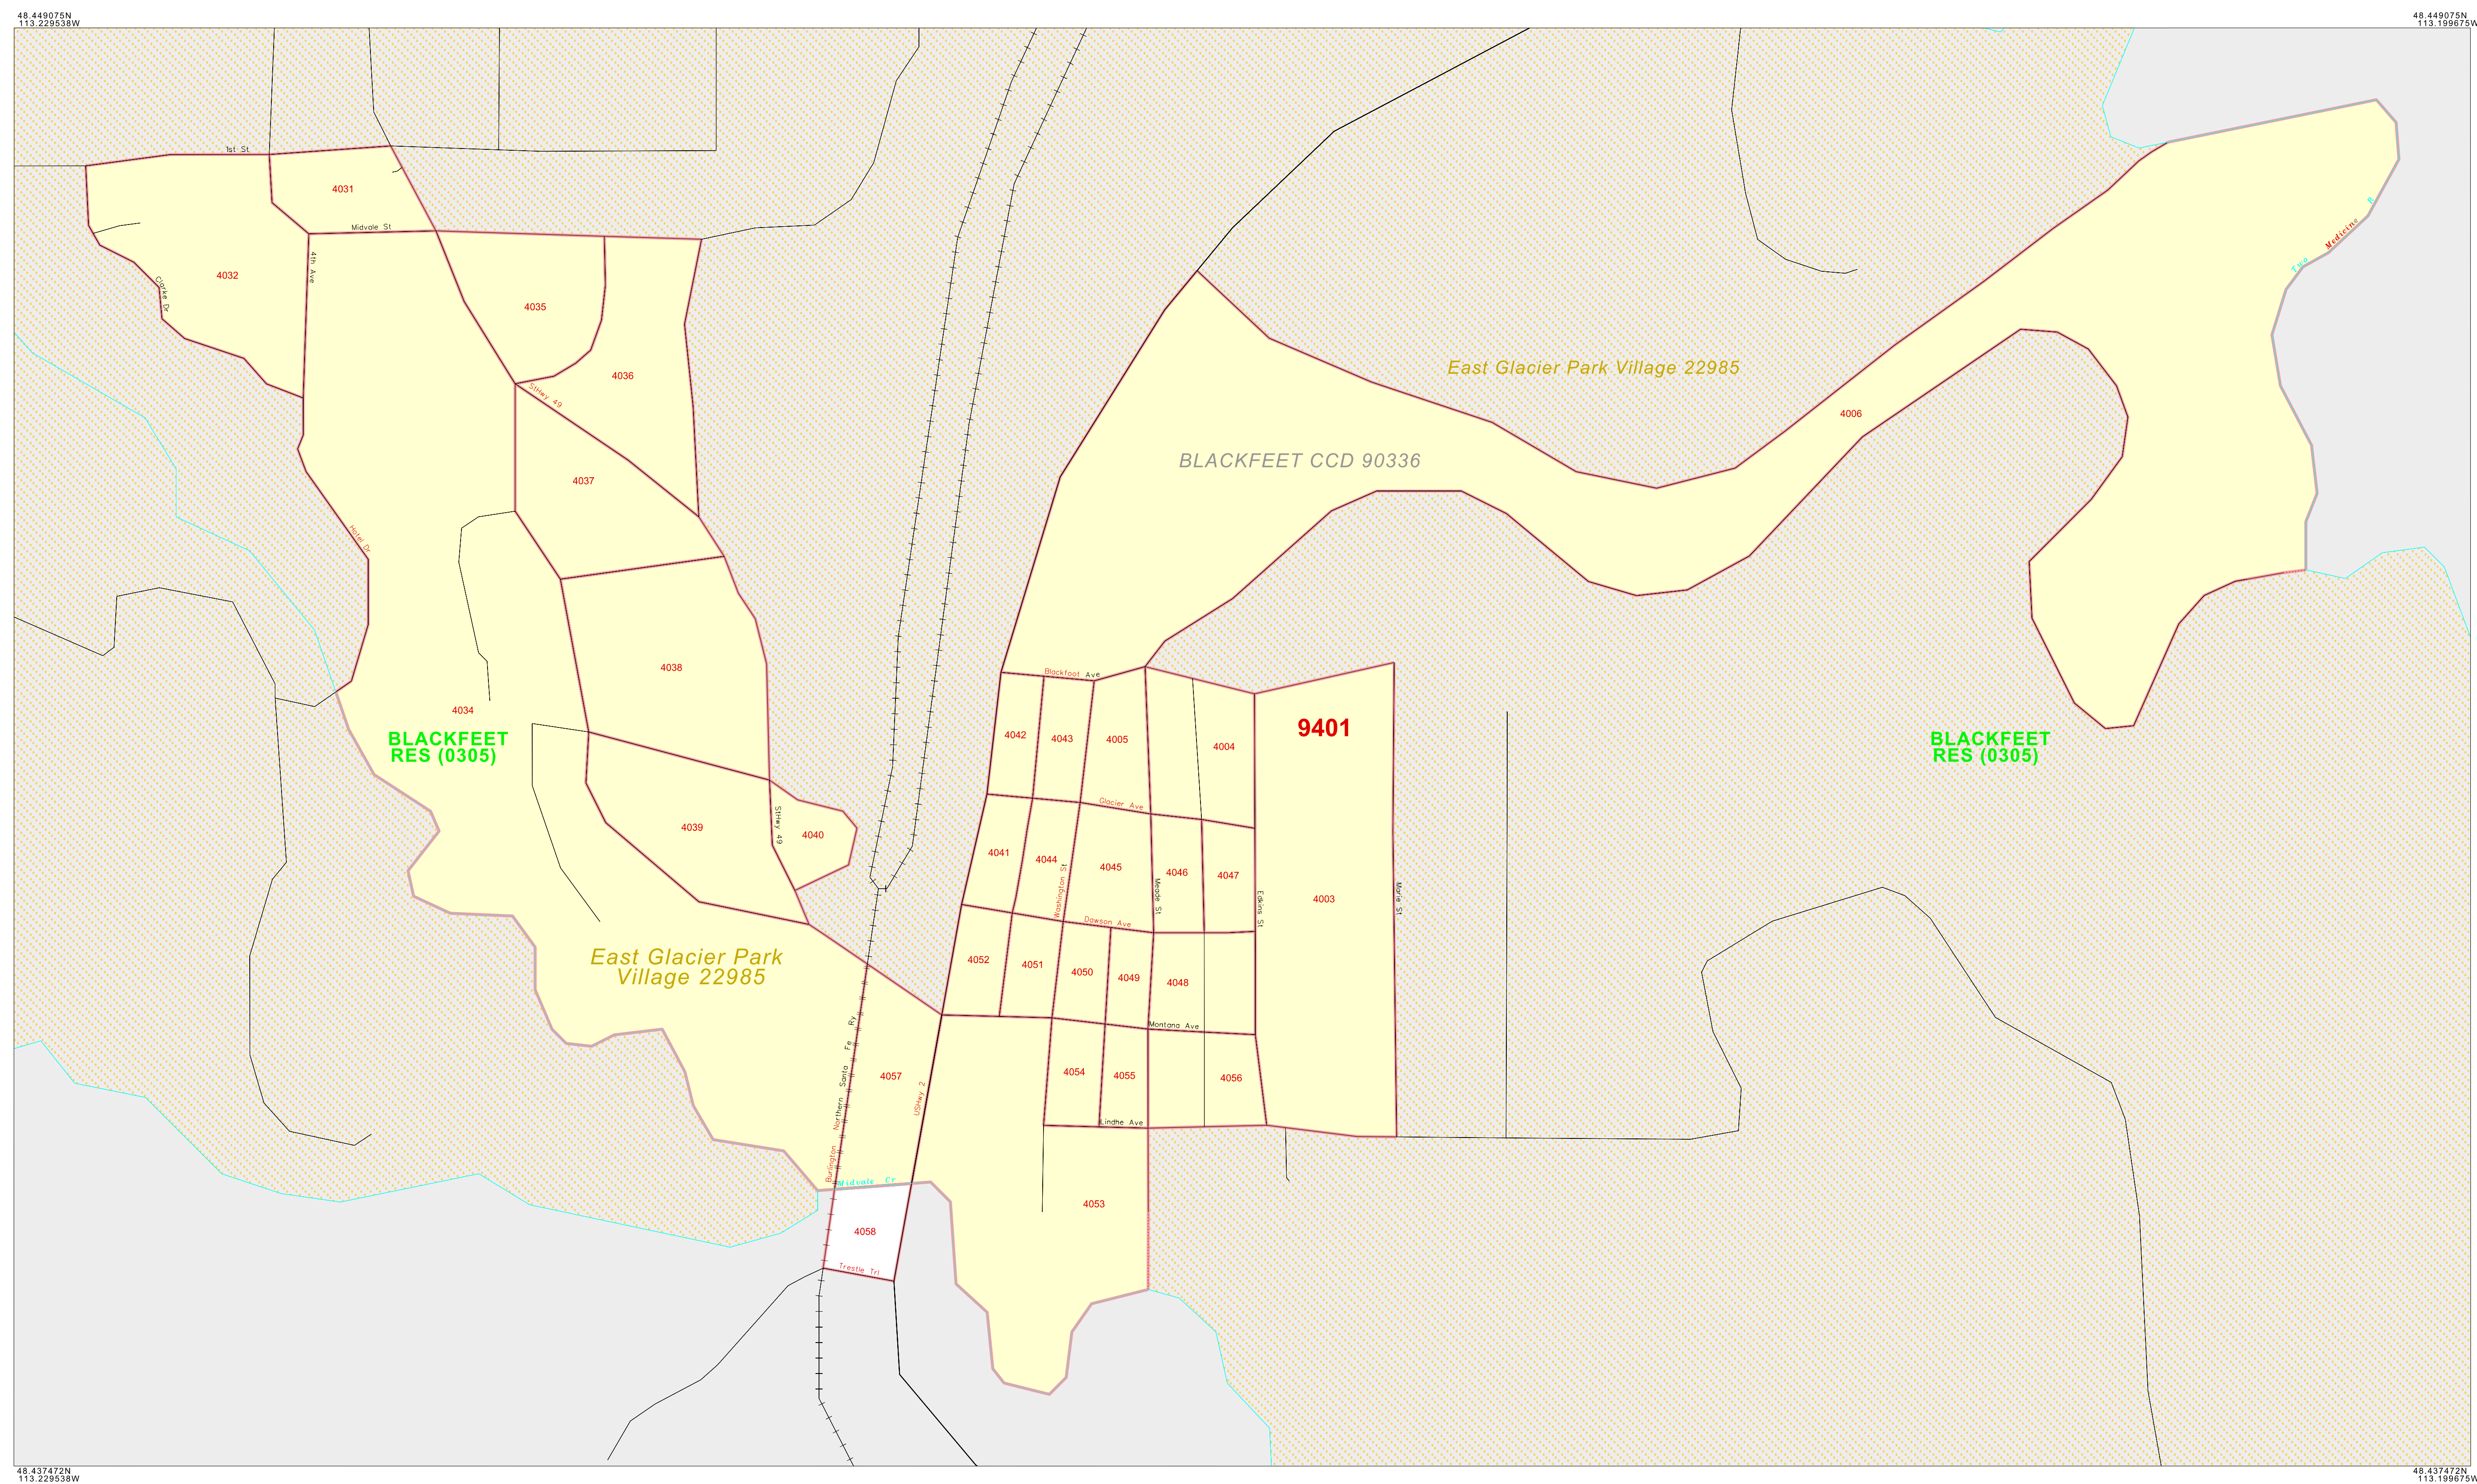 48.449075N
113.229538W
48.449075N
113.199675W
1st St
4031
Midvale St
4th Ave
4032
Clarke Dr
4035
4036
StHwy 49
4037
Hotel Dr
4038
4034
BLACKFEET
RES (0305)
4039
StHwy 49
4040
East Glacier Park
Village 22985
East Glacier Park Village 22985
BLACKFEET CCD 90336
4006
Two Medicine R
Blackfoot Ave
4042
4043
4005
4004
9401
BLACKFEET
RES (0305)
Glacier Ave
4041
4044
Washington St
4045
Meade St
4046
4047
Edkins St
4003
Marie St
Dawson Ave
4052
4051
4050
4049
4048
Montana Ave
Burlington Northern Santa Fe Ry
4057
USHwy 2
4054
4055
4056
Lindhe Ave
Midvale Cr
4053
4058
Trestle Trl
48.437472N
113.229538W
48.437472N
113.199675W